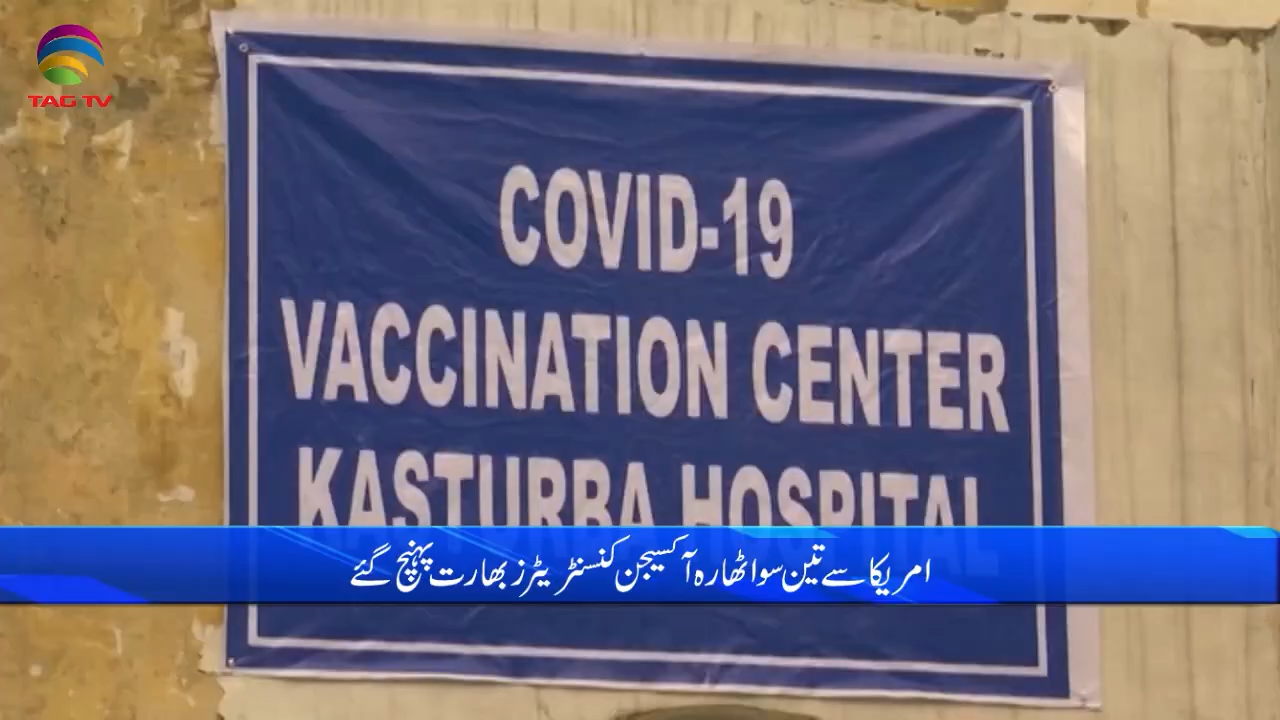 TAG TV
COVID-19
VACCINATION CENTER
KASTURBA HOSPITAL
امریکا سے تین سو اٹھارہ آکسیجن کنسنٹریٹرز بھارت پہنچ گئے